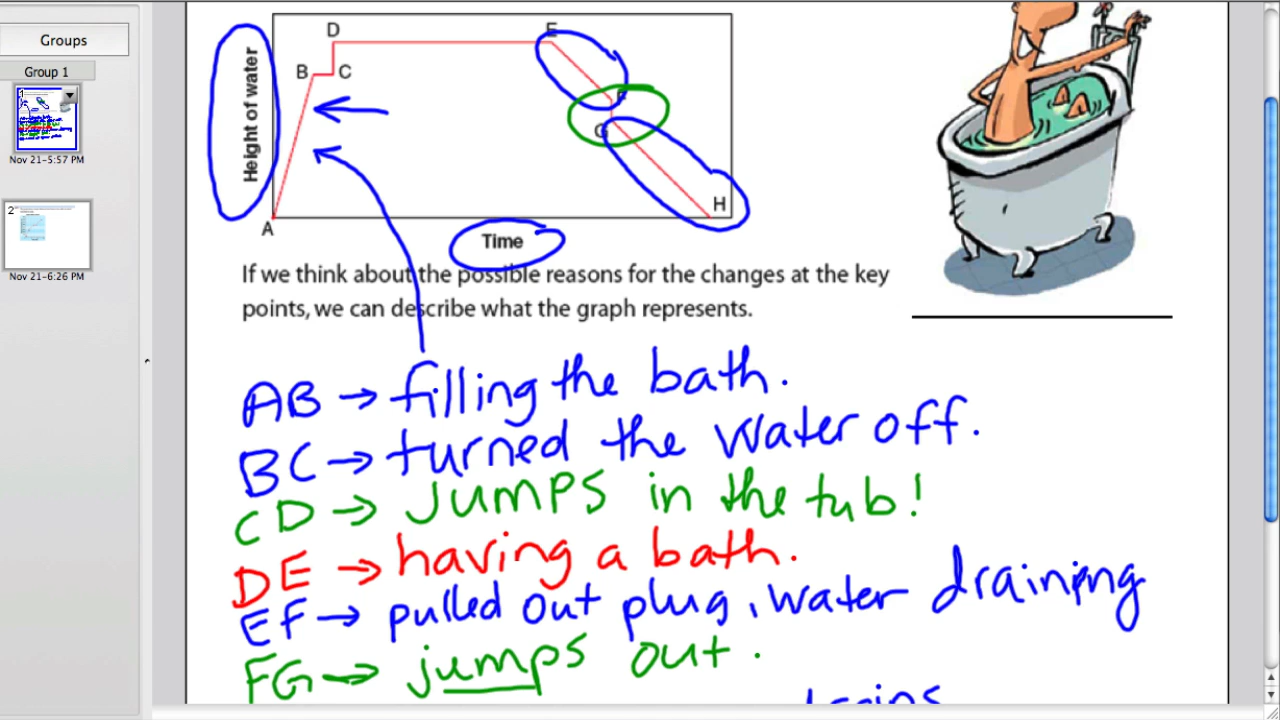 Groups
Group 1
1
Nov 21-5:57 PM
2
Nov 21-6:26 PM
Height of water
D
E
B
C
F
G
H
A
Time
If we think about the possible reasons for the changes at the key
points, we can describe what the graph represents.
AB → filling the bath.
BC → turned the water off.
CD → Jumps in the tub!
DE → having a bath.
EF → pulled out plug, water draining
FG → jumps out.
drains